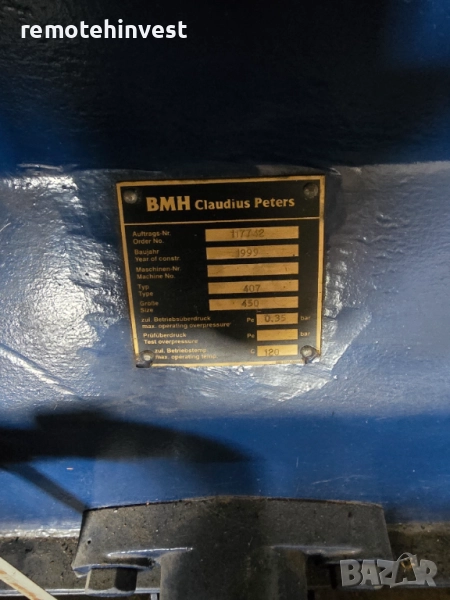 remotehinvest
BMH Claudius Peters
Auftrags-Nr.
Order No. 117742
Baujahr
Year of constr. 1999
Maschinen-Nr.
Machine No.
Typ
Type 407
Größe
Size 450
zul. Betriebsüberdruck
max. operating overpressure Pe 0.35 bar
Prüfüberdruck
Test overpressure Pe bar
zul. Betriebstemp.
max. operating 120
BAZAR